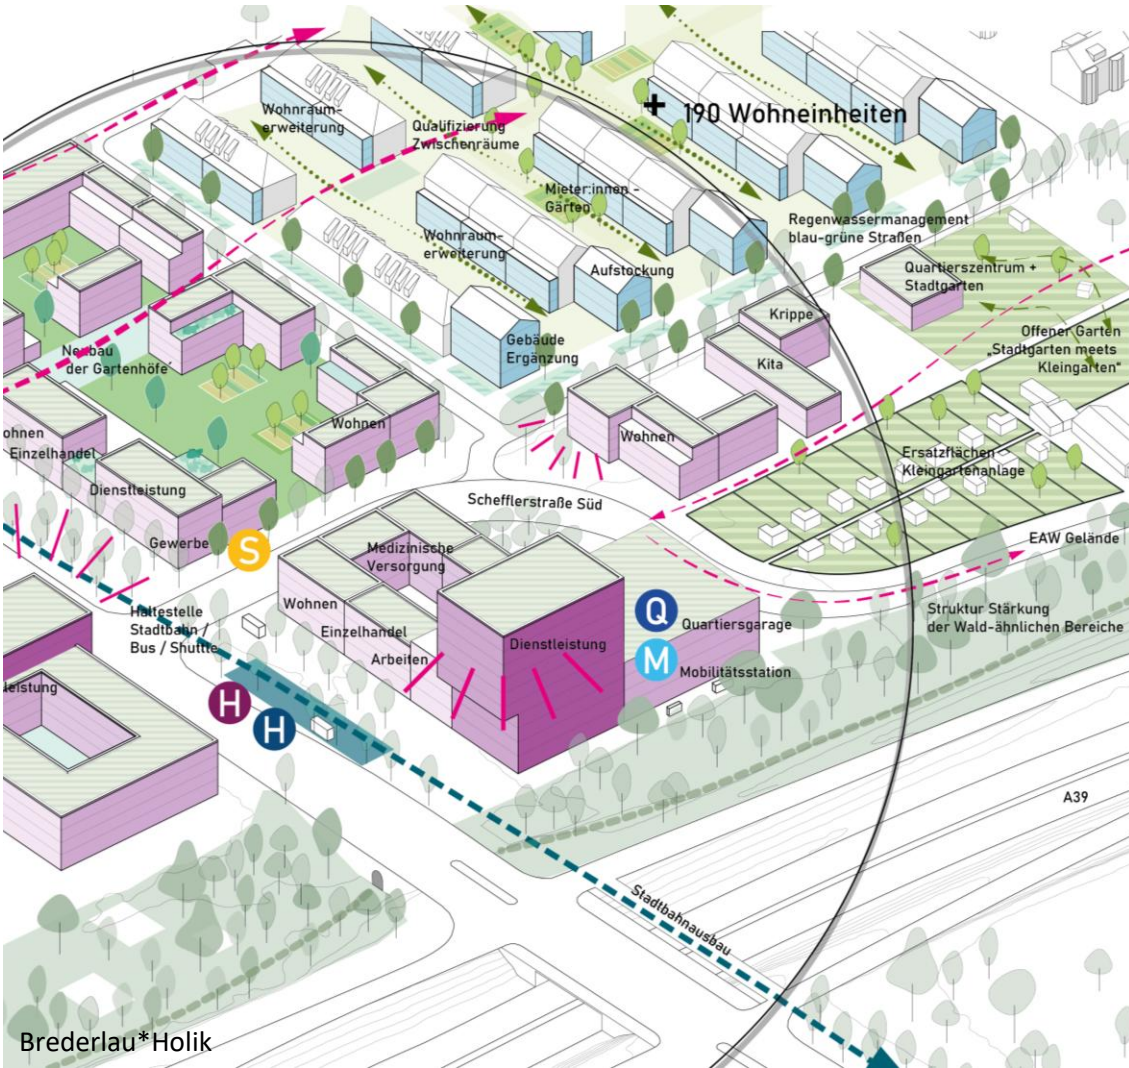 Wohnraum-
erweiterung
Qualifizierung
Zwischenräume
+ 190 Wohneinheiten
Mieter:innen -
Gärten
Regenwassermanagement
blau-grüne Straßen
Wohnraum-
erweiterung
Aufstockung
Quartierszentrum +
Stadtgarten
Krippe
Gebäude
Ergänzung
Offener Garten
„Stadtgarten meets
Kleingarten“
Neubau
der Gartenhöfe
Kita
Wohnen
Wohnen
ohnen
Einzelhandel
Ersatzflächen
Kleingartenanlage
Dienstleistung
Schefflerstraße Süd
Gewerbe
S
Medizinische
Versorgung
EAW Gelände
Wohnen
Haltestelle
Stadtbahn /
Bus / Shuttle
Einzelhandel
Arbeiten
Dienstleistung
Q
Quartiersgarage
M
Mobilitätsstation
Struktur Stärkung
der Wald-ähnlichen Bereiche
leistung
H
H
A39
Stadtbahnausbau
Brederlau*Holik